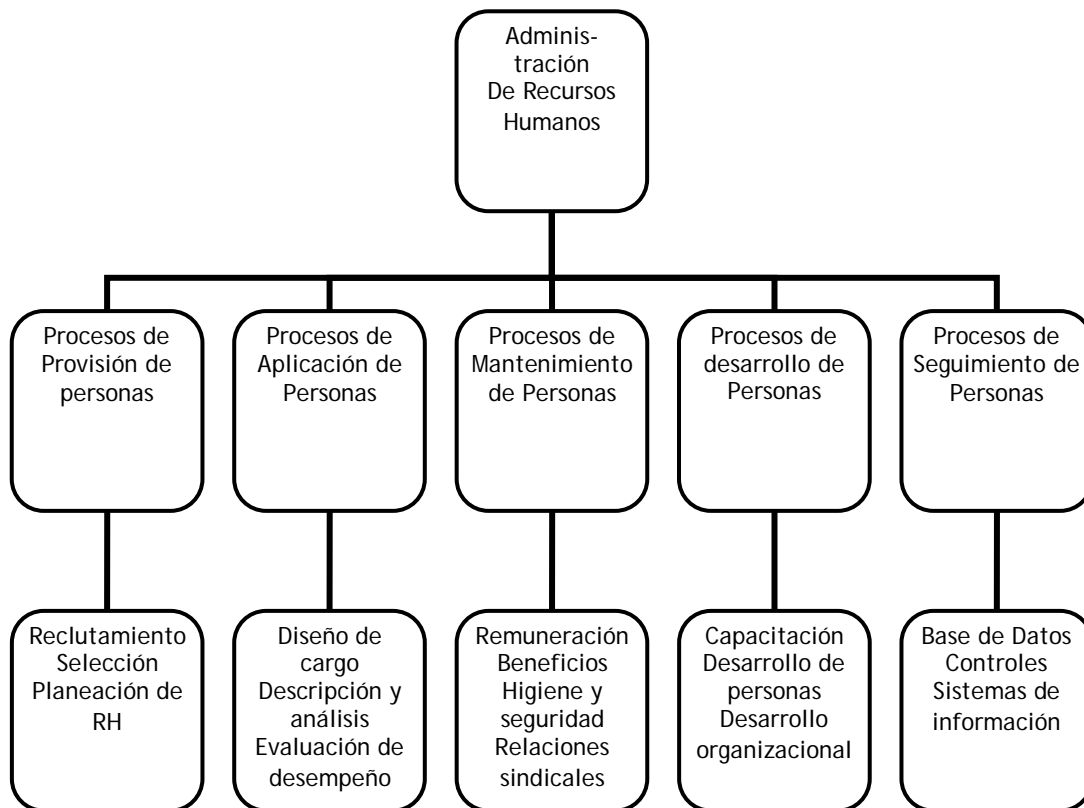 Adminis-
tración
De Recursos
Humanos
Procesos de
Provisión de
personas
Procesos de
Aplicación de
Personas
Procesos de
Mantenimiento
de Personas
Procesos de
desarrollo de
Personas
Procesos de
Seguimiento de
Personas
Reclutamiento
Selección
Planeación de
RH
Diseño de
cargo
Descripción y
análisis
Evaluación de
desempeño
Remuneración
Beneficios
Higiene y
seguridad
Relaciones
sindicales
Capacitación
Desarrollo de
personas
Desarrollo
organizacional
Base de Datos
Controles
Sistemas de
información